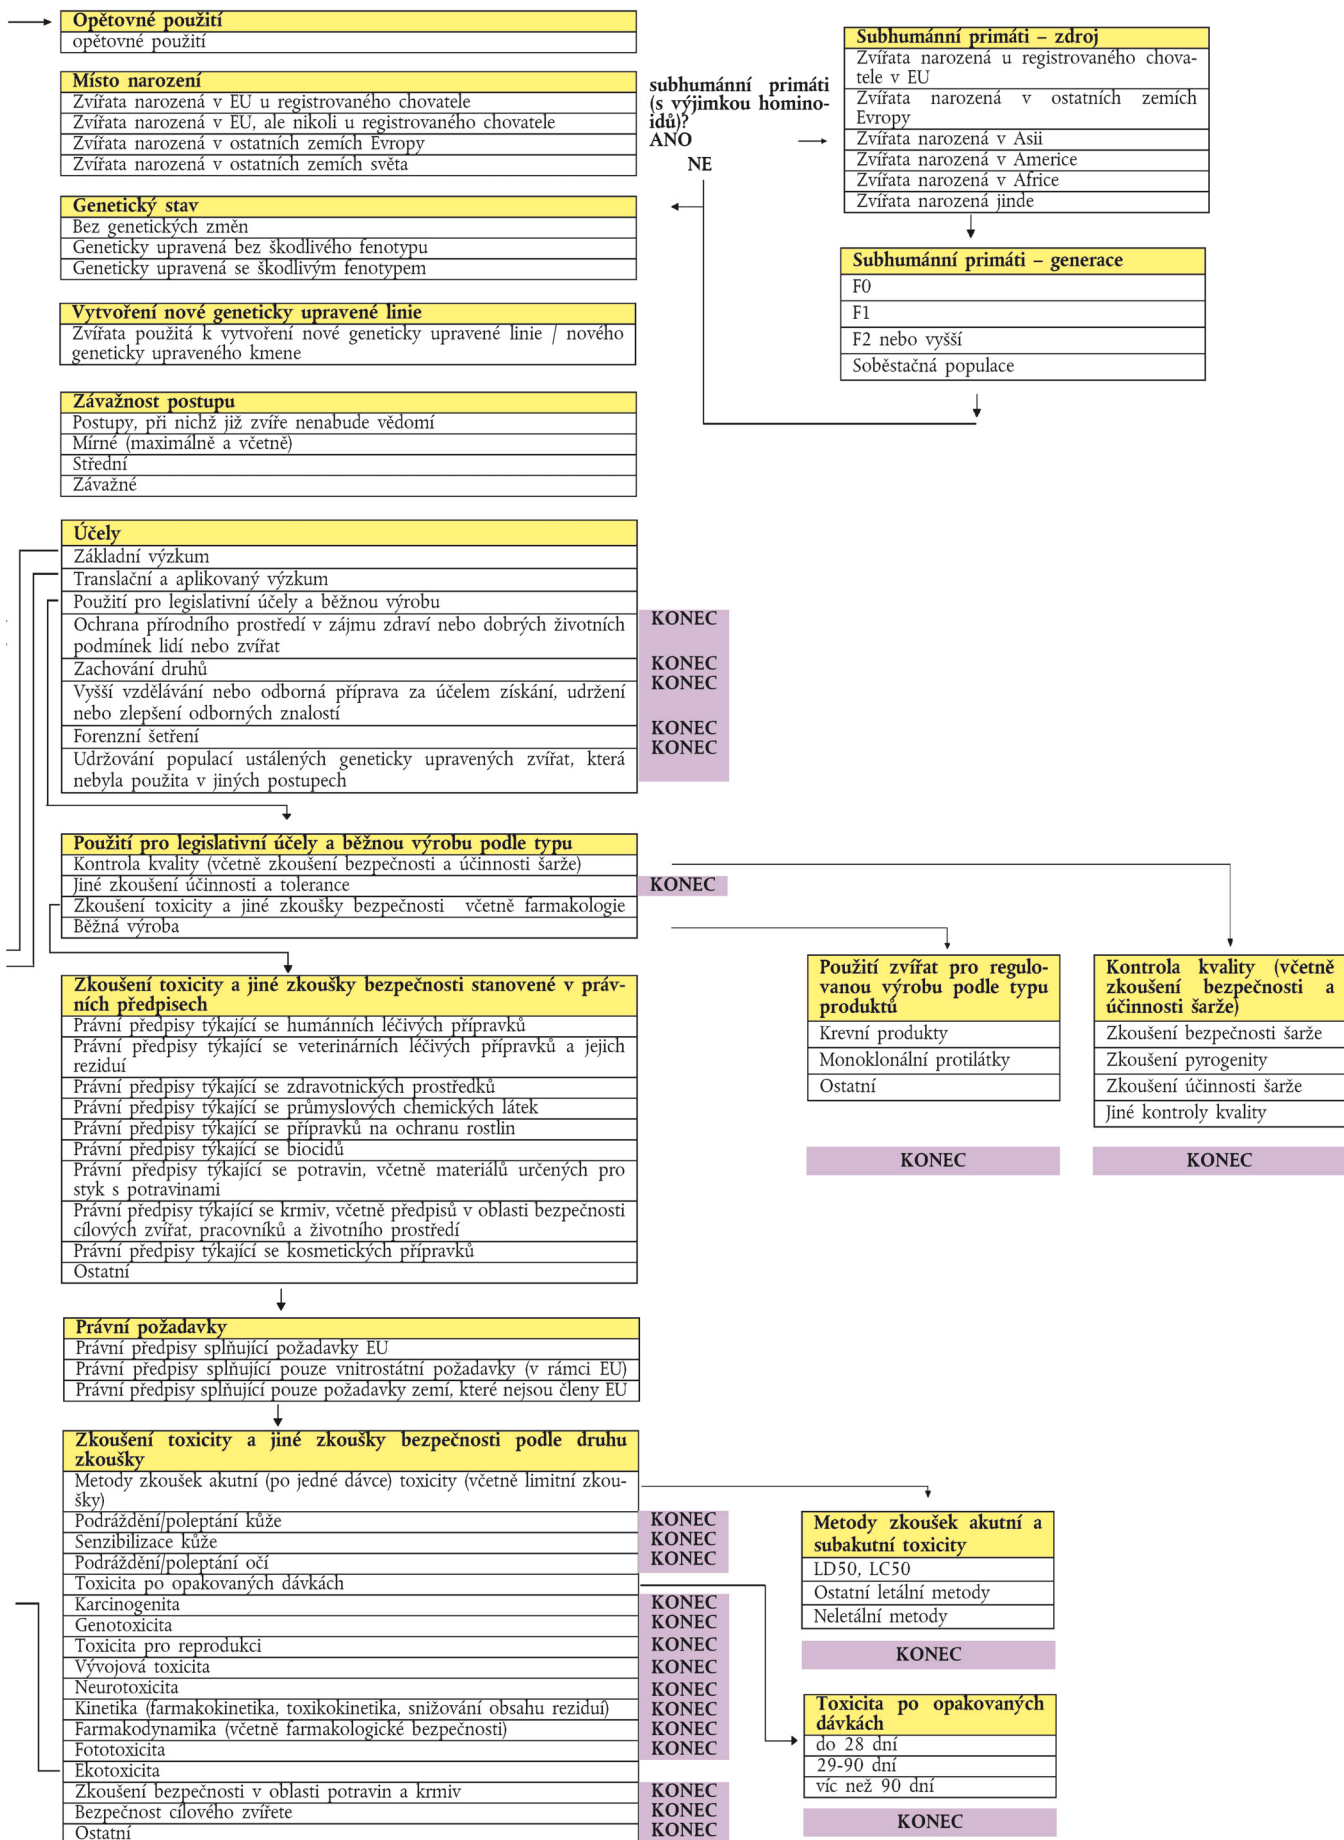 Opětovné použití
opětovné použití
Místo narození
Zvířata narozená v EU u registrovaného chovatele
Zvířata narozená v EU, ale nikoli u registrovaného chovatele
Zvířata narozená v ostatních zemích Evropy
Zvířata narozená v ostatních zemích světa
subhumánní primáti
(s výjimkou homino-
idů)?
ANO
NE
Subhumánní primáti – zdroj
Zvířata narozená u registrovaného chova-
tele v EU
Zvířata narozená v ostatních zemích
Evropy
Zvířata narozená v Asii
Zvířata narozená v Americe
Zvířata narozená v Africe
Zvířata narozená jinde
Genetický stav
Bez genetických změn
Geneticky upravená bez škodlivého fenotypu
Geneticky upravená se škodlivým fenotypem
Subhumánní primáti – generace
F0
F1
F2 nebo vyšší
Soběstačná populace
Vytvoření nové geneticky upravené linie
Zvířata použitá k vytvoření nové geneticky upravené linie / nového
geneticky upraveného kmene
Závažnost postupu
Postupy, při nichž již zvíře nenabude vědomí
Mírné (maximálně a včetně)
Střední
Závažné
Účely
Základní výzkum
Translační a aplikovaný výzkum
Použití pro legislativní účely a běžnou výrobu
Ochrana přírodního prostředí v zájmu zdraví nebo dobrých životních
podmínek lidí nebo zvířat
KONEC
Zachování druhů
KONEC
Vyšší vzdělávání nebo odborná příprava za účelem získání, udržení
nebo zlepšení odborných znalostí
KONEC
Forenzní šetření
KONEC
Udržování populací ustálených geneticky upravených zvířat, která
nebyla použita v jiných postupech
KONEC
Použití pro legislativní účely a běžnou výrobu podle typu
Kontrola kvality (včetně zkoušení bezpečnosti a účinnosti šarže)
Jiné zkoušení účinnosti a tolerance
KONEC
Zkoušení toxicity a jiné zkoušky bezpečnosti včetně farmakologie
Běžná výroba
Použití zvířat pro regulo-
vanou výrobu podle typu
produktů
Krevní produkty
Monoklonální protilátky
Ostatní
KONEC
Kontrola kvality (včetně
zkoušení bezpečnosti a
účinnosti šarže)
Zkoušení bezpečnosti šarže
Zkoušení pyrogenity
Zkoušení účinnosti šarže
Jiné kontroly kvality
KONEC
Zkoušení toxicity a jiné zkoušky bezpečnosti stanovené v práv-
ních předpisech
Právní předpisy týkající se humánních léčivých přípravků
Právní předpisy týkající se veterinárních léčivých přípravků a jejich
reziduí
Právní předpisy týkající se zdravotnických prostředků
Právní předpisy týkající se průmyslových chemických látek
Právní předpisy týkající se přípravků na ochranu rostlin
Právní předpisy týkající se biocidů
Právní předpisy týkající se potravin, včetně materiálů určených pro
styk s potravinami
Právní předpisy týkající se krmiv, včetně předpisů v oblasti bezpečnosti
cílových zvířat, pracovníků a životního prostředí
Právní předpisy týkající se kosmetických přípravků
Ostatní
Právní požadavky
Právní předpisy splňující požadavky EU
Právní předpisy splňující pouze vnitrostátní požadavky (v rámci EU)
Právní předpisy splňující pouze požadavky zemí, které nejsou členy EU
Zkoušení toxicity a jiné zkoušky bezpečnosti podle druhu
zkoušky
Metody zkoušek akutní (po jedné dávce) toxicity (včetně limitní zkou-
šky)
Podráždění/poleptání kůže
KONEC
Senzibilizace kůže
KONEC
Podráždění/poleptání očí
KONEC
Toxicita po opakovaných dávkách
Karcinogenita
KONEC
Genotoxicita
KONEC
Toxicita pro reprodukci
KONEC
Vývojová toxicita
KONEC
Neurotoxicita
KONEC
Kinetika (farmakokinetika, toxikokinetika, snižování obsahu reziduí)
KONEC
Farmakodynamika (včetně farmakologické bezpečnosti)
KONEC
Fototoxicita
KONEC
Ekotoxicita
Zkoušení bezpečnosti v oblasti potravin a krmiv
KONEC
Bezpečnost cílového zvířete
KONEC
Ostatní
KONEC
Metody zkoušek akutní a
subakutní toxicity
LD50, LC50
Ostatní letální metody
Neletální metody
KONEC
Toxicita po opakovaných
dávkách
do 28 dní
29-90 dní
víc než 90 dní
KONEC